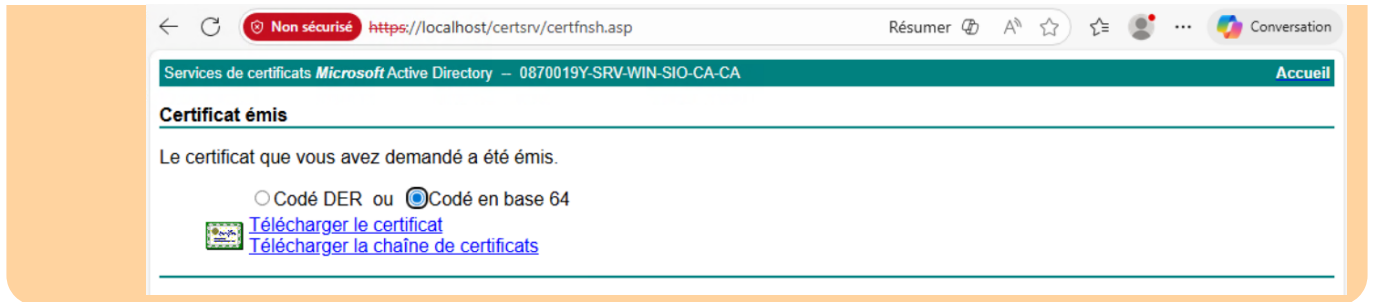 Non sécurisé https://localhost/certsrv/certfnsh.asp Résumer Conversation
Services de certificats Microsoft Active Directory -- 0870019Y-SRV-WIN-SIO-CA-CA Accueil
Certificat émis
Le certificat que vous avez demandé a été émis.
Codé DER ou Codé en base 64
Télécharger le certificat
Télécharger la chaîne de certificats